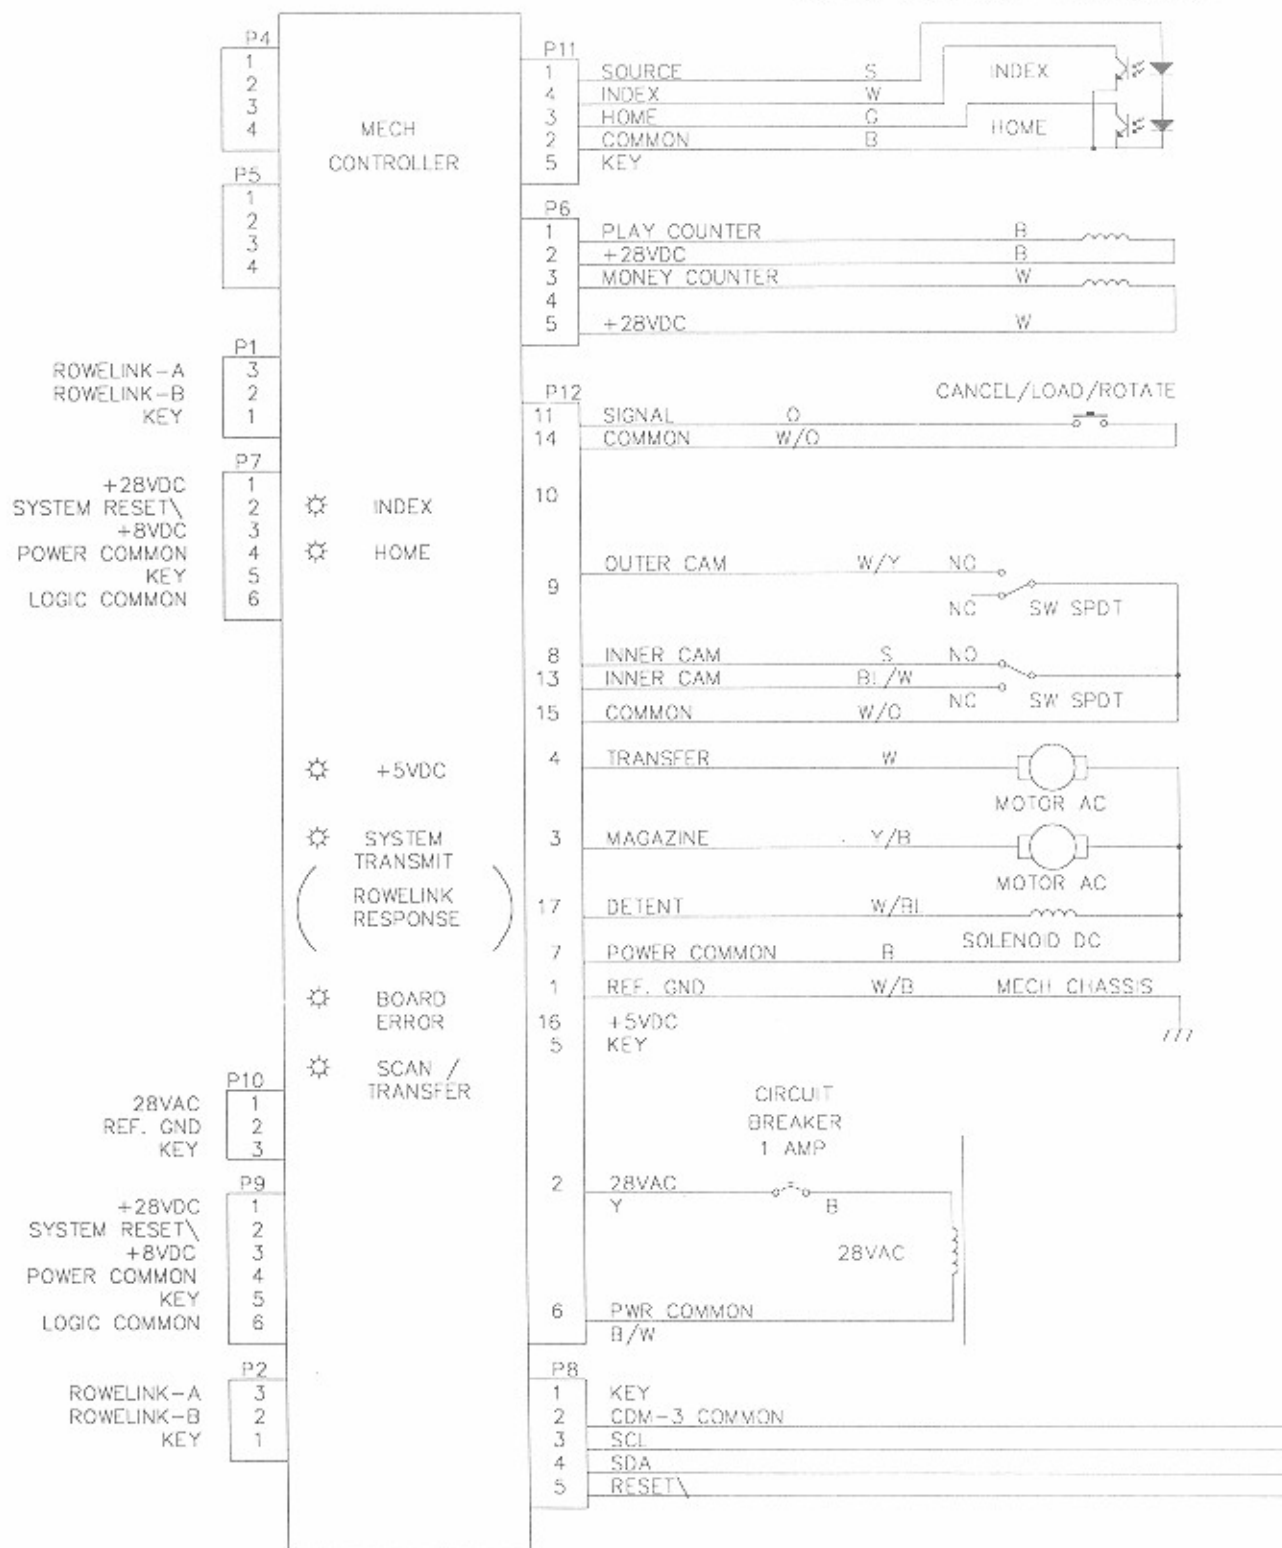 P4
1
2
3
4
MECH
CONTROLLER
P5
1
2
3
4
P1
ROWELINK-A 3
ROWELINK-B 2
KEY 1
P7
+28VDC 1
SYSTEM RESET\ 2
+8VDC 3
POWER COMMON 4
KEY 5
LOGIC COMMON 6
INDEX
HOME
+5VDC
SYSTEM
TRANSMIT
ROWELINK
RESPONSE
BOARD
ERROR
SCAN /
TRANSFER
P10
28VAC 1
REF. GND 2
KEY 3
P9
+28VDC 1
SYSTEM RESET\ 2
+8VDC 3
POWER COMMON 4
KEY 5
LOGIC COMMON 6
P2
ROWELINK-A 3
ROWELINK-B 2
KEY 1
P11
1 SOURCE S INDEX
4 INDEX W
3 HOME O HOME
2 COMMON B
5 KEY
P6
1 PLAY COUNTER B
2 +28VDC B
3 MONEY COUNTER W
4
5 +28VDC W
P12
CANCEL/LOAD/ROTATE
11 SIGNAL O
14 COMMON W/O
10
9 OUTER CAM W/Y NO
NC SW SPDT
8 INNER CAM S NO
13 INNER CAM BL/W
NC SW SPDT
15 COMMON W/O
4 TRANSFER W
MOTOR AC
3 MAGAZINE Y/B
MOTOR AC
17 DETENT W/BL
SOLENOID DC
7 POWER COMMON B
1 REF. GND W/B MECH CHASSIS
16 +5VDC
5 KEY
CIRCUIT
BREAKER
1 AMP
2 28VAC
Y B
28VAC
6 PWR COMMON
B/W
P8
1 KEY
2 CDM-3 COMMON
3 SCL
4 SDA
5 RESET\